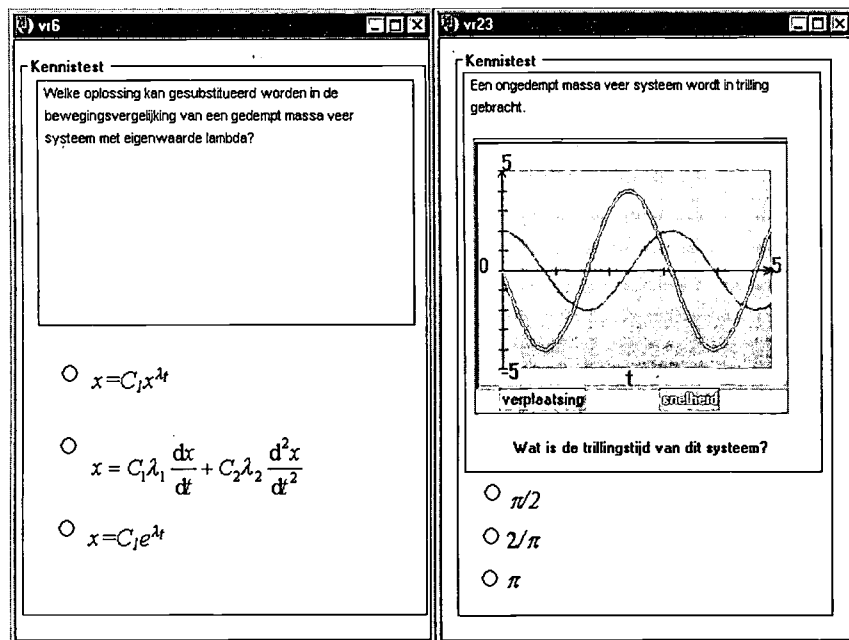 vr6
Kennistest
Welke oplossing kan gesubstitueerd worden in de
bewegingsvergelijking van een gedempt massa veer
systeem met eigenwaarde lambda?
x=C₁x^λt
x = C₁λ₁ dx/dt + C₂λ₂ d²x/dt²
x=C₁e^λt
vr23
Kennistest
Een ongedempt massa veer systeem wordt in trilling
gebracht.
5
0
5
-5
t
verplaatsing
snelheid
Wat is de trillingstijd van dit systeem?
π/2
2/π
π